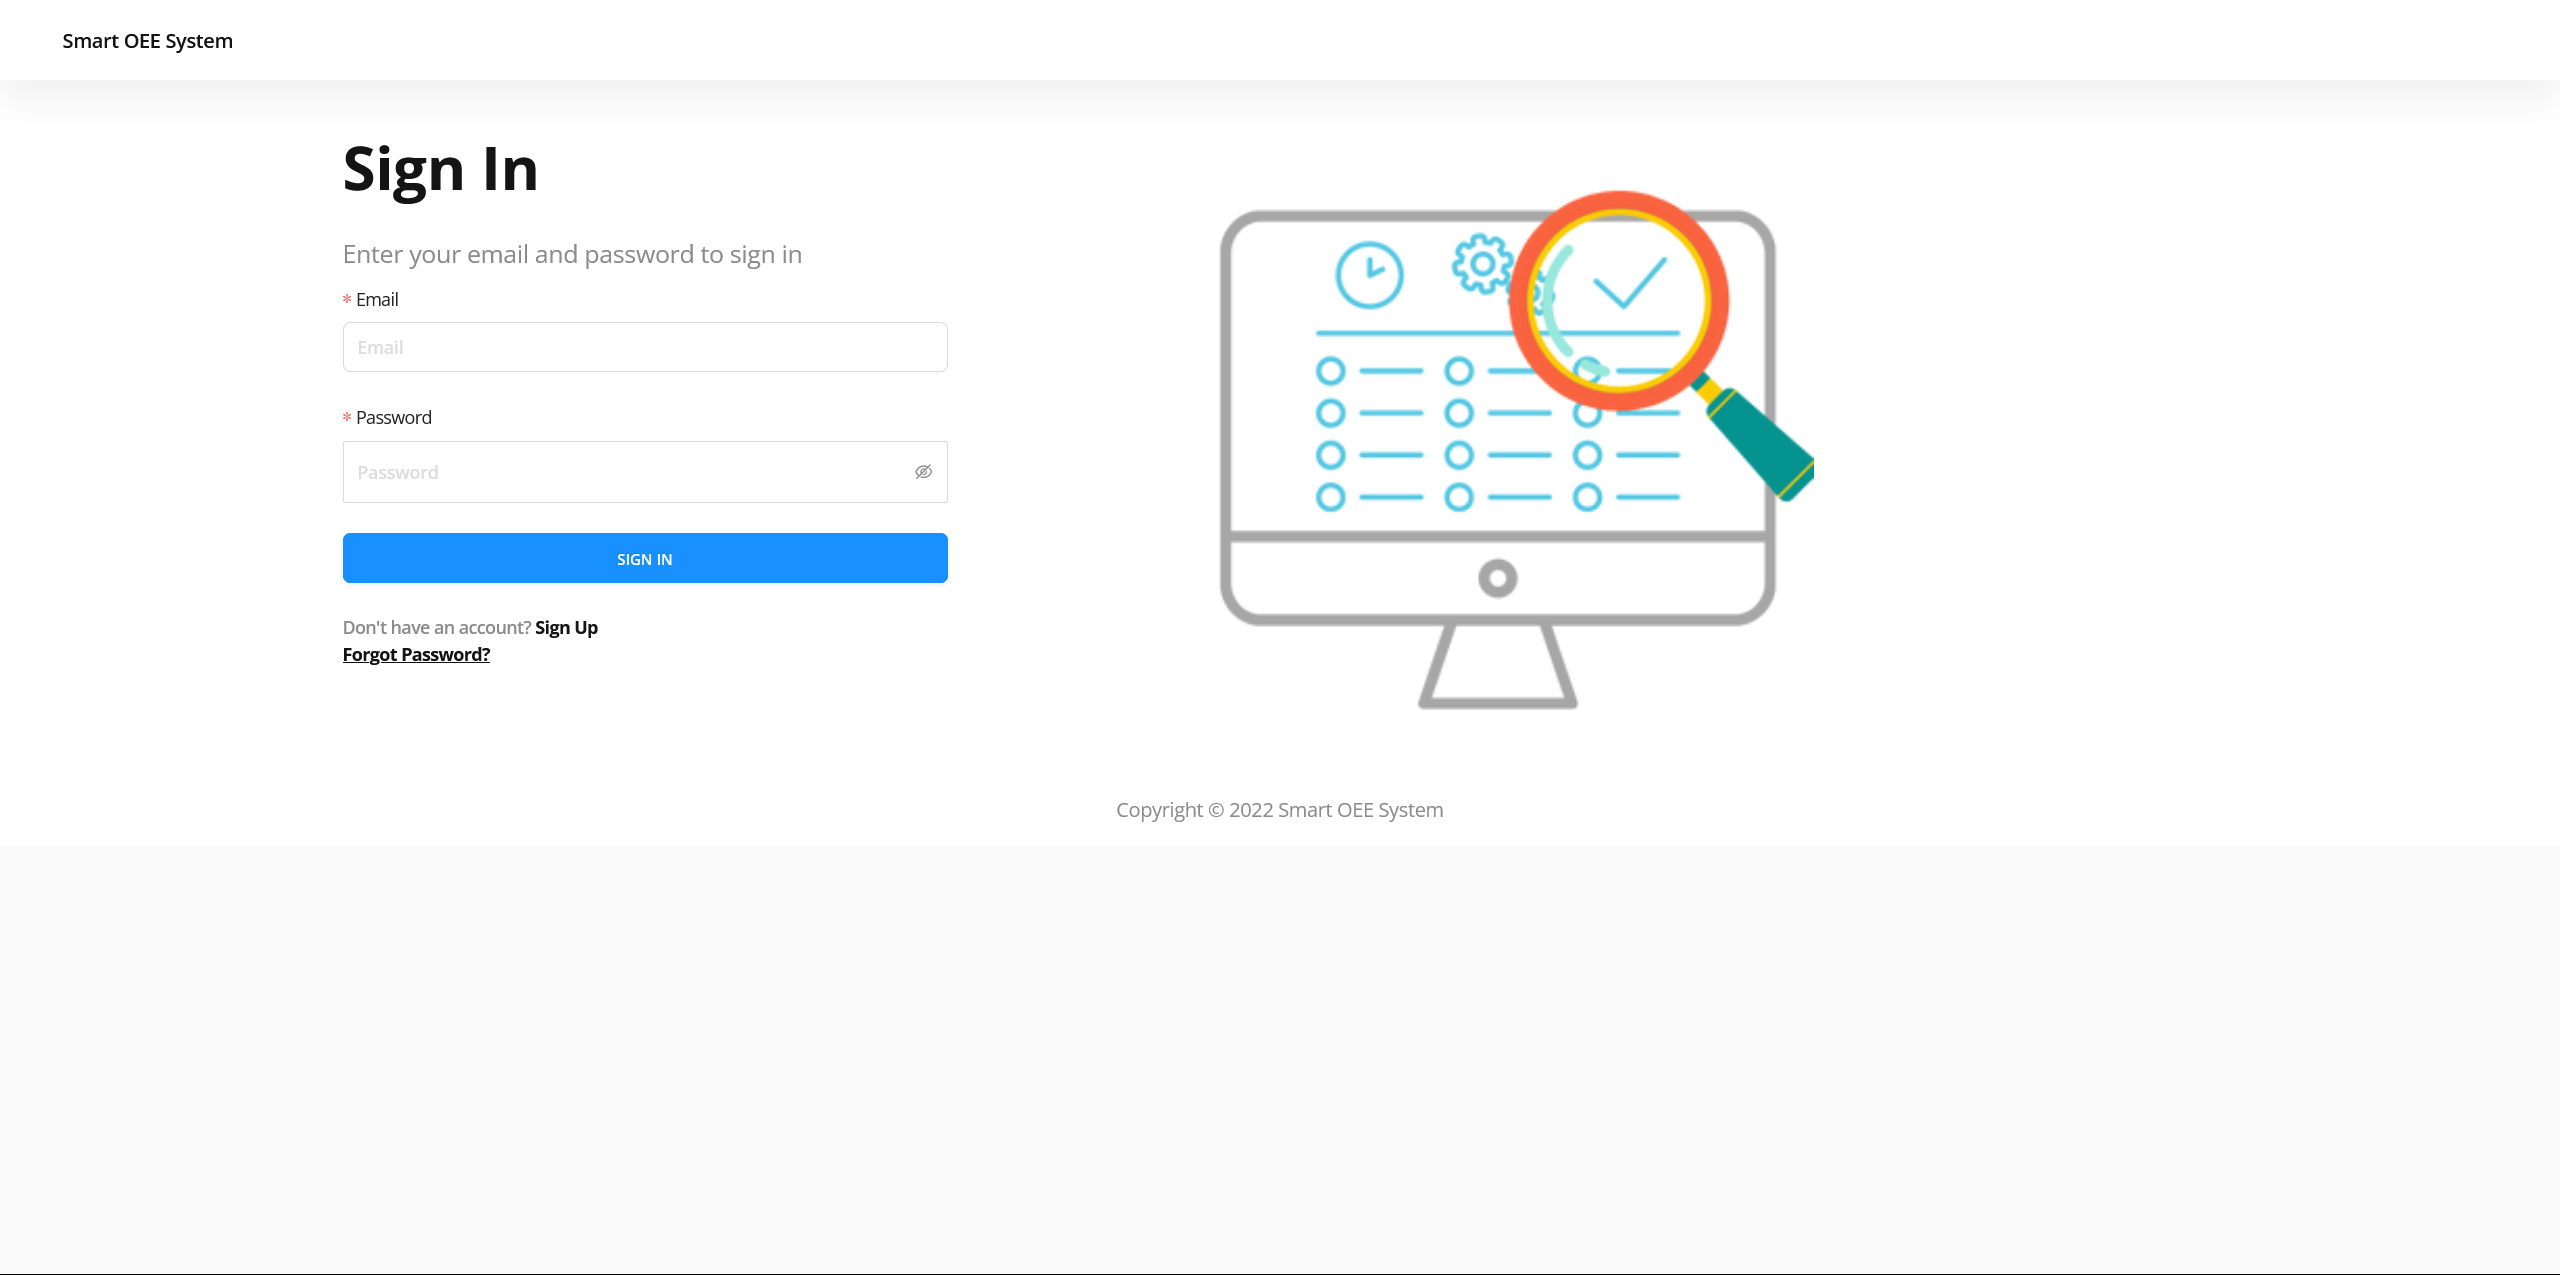 Smart OEE System
Sign In
Enter your email and password to sign in
* Email
Email
* Password
Password
SIGN IN
Don't have an account? Sign Up
Forgot Password?
Copyright © 2022 Smart OEE System